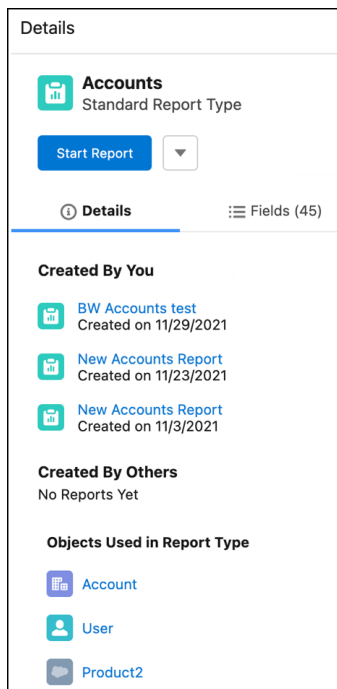 Details
Accounts
Standard Report Type
Start Report
Details
Fields (45)
Created By You
BW Accounts test
Created on 11/29/2021
New Accounts Report
Created on 11/23/2021
New Accounts Report
Created on 11/3/2021
Created By Others
No Reports Yet
Objects Used in Report Type
Account
User
Product2